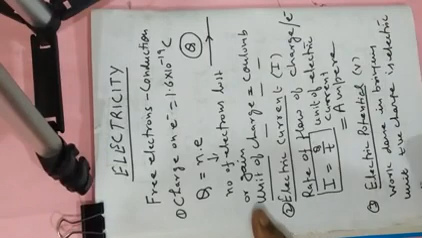 ELECTRICITY
Free electrons - Conduction
① Charge on e⁻ = 1.6×10⁻¹⁹ C
Q = n.e
Q
no of electrons lost
or gain
Unit of charge = coulomb
② Electric Current (I)
Rate of flow of charge/e⁻
I = Q/t
unit of electric
current
= Ampere
③ Electric Potential (V)
work done in bringing
unit +ve charge is electric